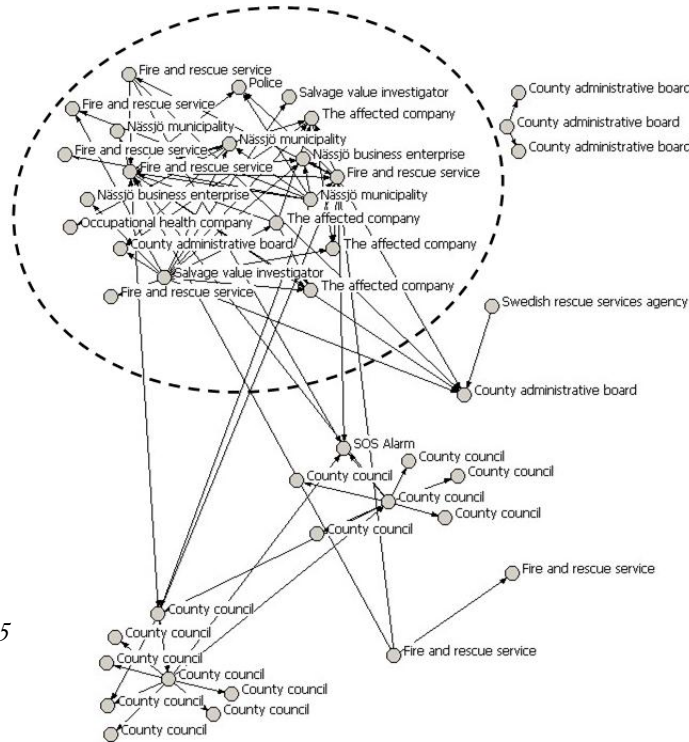 Fire and rescue service
Police
Salvage value investigator
County administrative board
Fire and rescue service
The affected company
Nässjö municipality
County administrative board
Nässjö municipality
Fire and rescue service
Nässjö business enterprise
County administrative board
Fire and rescue service
Fire and rescue service
Nässjö business enterprise
Nässjö municipality
Occupational health company
The affected company
County administrative board
The affected company
Salvage value investigator
The affected company
Fire and rescue service
Swedish rescue services agency
County administrative board
SOS Alarm
County council
County council
County council
County council
County council
County council
Fire and rescue service
County council
5
County council
Fire and rescue service
County council
County council
County council
County council
County council
County council